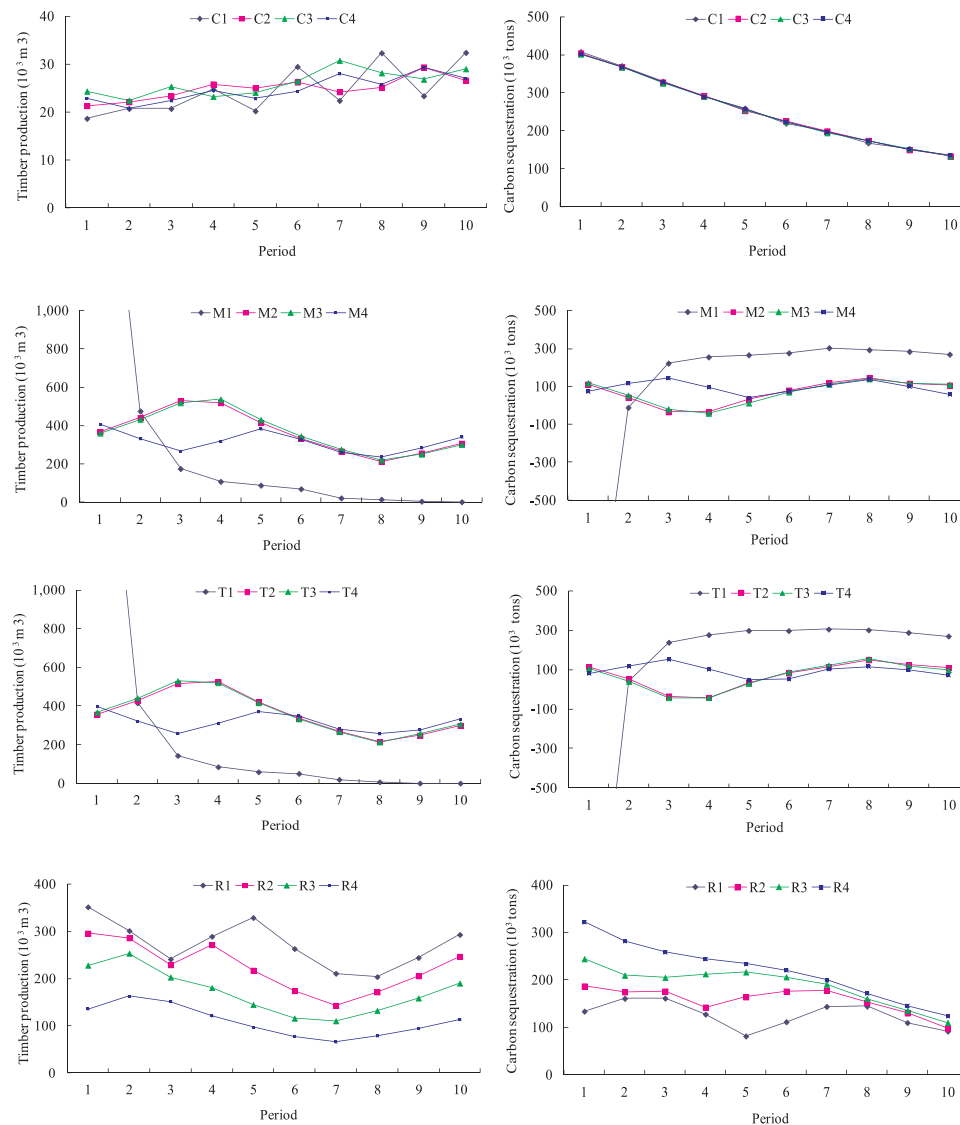 C1 C2 C3 C4
Timber production (10³ m 3)
40
30
20
10
0
1 2 3 4 5 6 7 8 9 10
Period
C1 C2 C3 C4
Carbon sequestration (10³ tons)
500
400
300
200
100
0
1 2 3 4 5 6 7 8 9 10
Period
M1 M2 M3 M4
Timber production (10³ m 3)
1,000
800
600
400
200
0
1 2 3 4 5 6 7 8 9 10
Period
M1 M2 M3 M4
Carbon sequestration (10³ tons)
500
300
100
-100
-300
-500
1 2 3 4 5 6 7 8 9 10
Period
T1 T2 T3 T4
Timber production (10³ m 3)
1,000
800
600
400
200
0
1 2 3 4 5 6 7 8 9 10
Period
T1 T2 T3 T4
Carbon sequestration (10³ tons)
500
300
100
-100
-300
-500
1 2 3 4 5 6 7 8 9 10
Period
R1 R2 R3 R4
Timber production (10³ m 3)
400
300
200
100
0
1 2 3 4 5 6 7 8 9 10
Period
R1 R2 R3 R4
Carbon sequestration (10³ tons)
400
300
200
100
0
1 2 3 4 5 6 7 8 9 10
Period